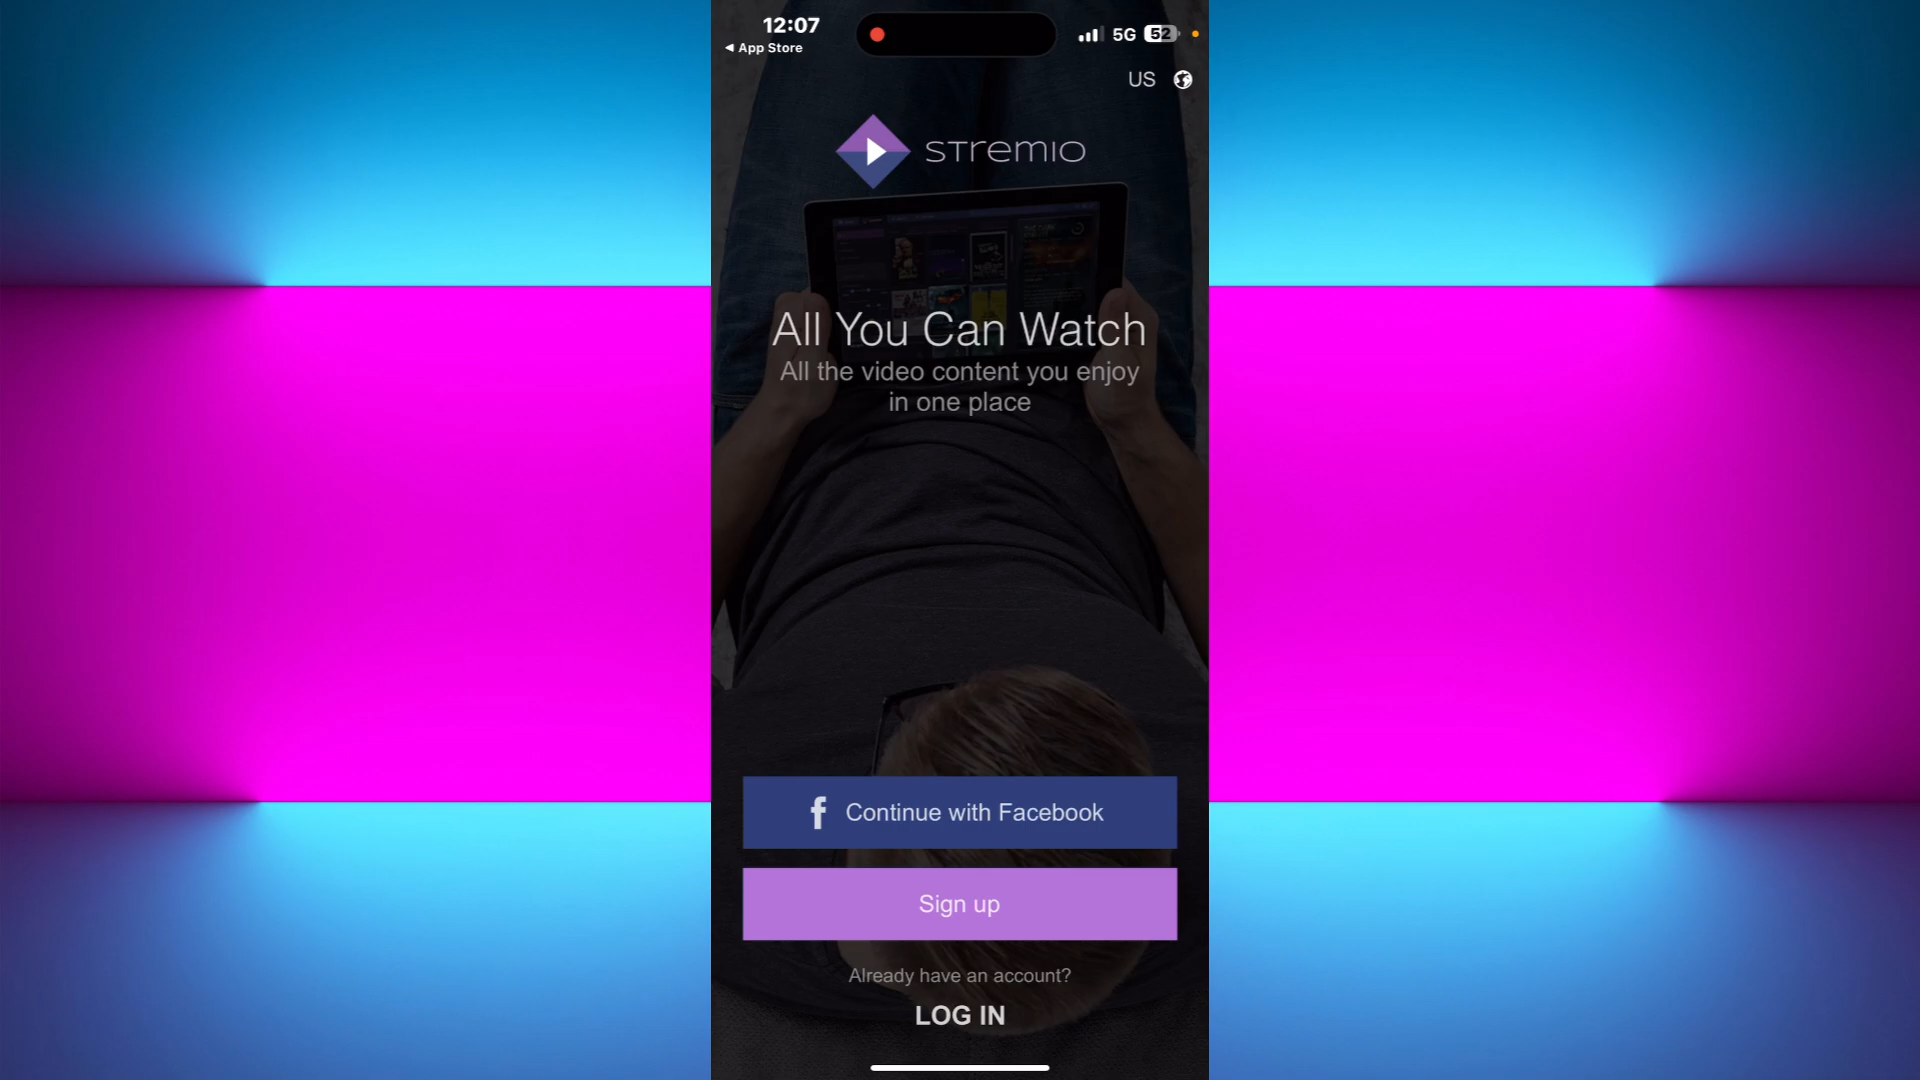 12:07
5G
52
◀ App Store
US
STREMIO
All You Can Watch
All the video content you enjoy
in one place
f Continue with Facebook
Sign up
Already have an account?
LOG IN